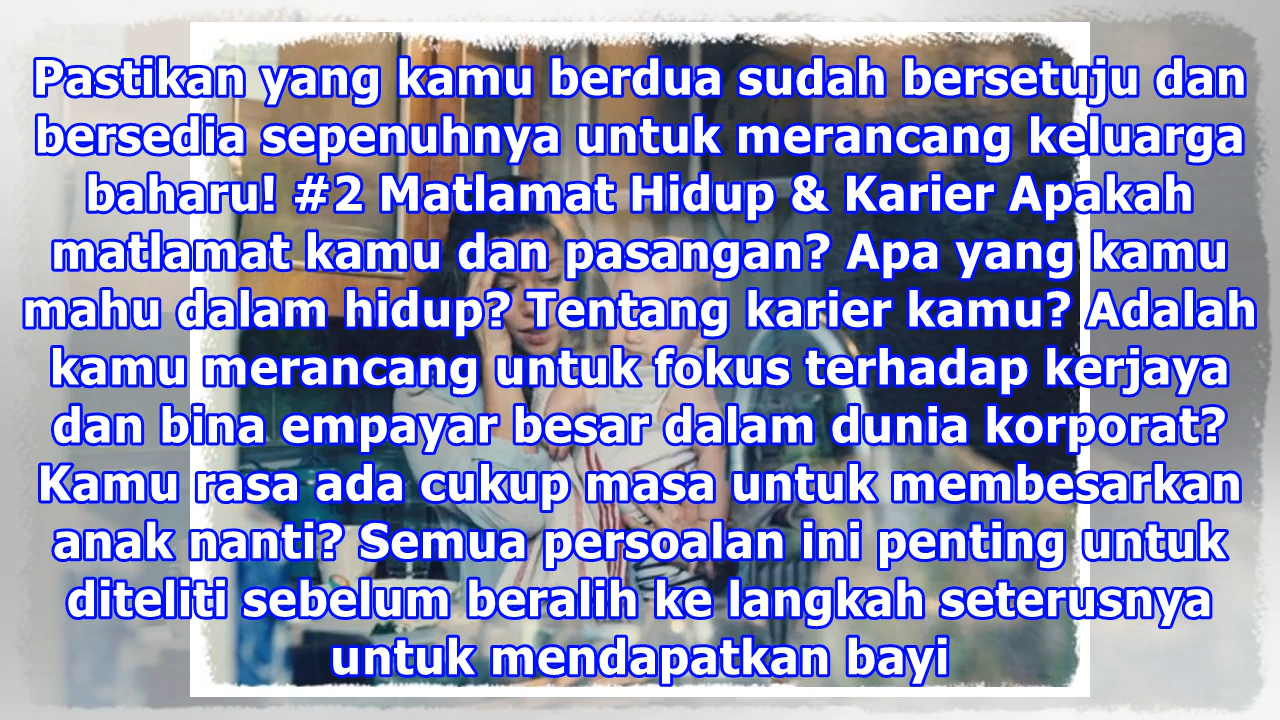 Pastikan yang kamu berdua sudah bersetuju dan
bersedia sepenuhnya untuk merancang keluarga
baharu! #2 Matlamat Hidup & Karier Apakah
matlamat kamu dan pasangan? Apa yang kamu
mahu dalam hidup? Tentang karier kamu? Adalah
kamu merancang untuk fokus terhadap kerjaya
dan bina empayar besar dalam dunia korporat?
Kamu rasa ada cukup masa untuk membesarkan
anak nanti? Semua persoalan ini penting untuk
diteliti sebelum beralih ke langkah seterusnya
untuk mendapatkan bayi